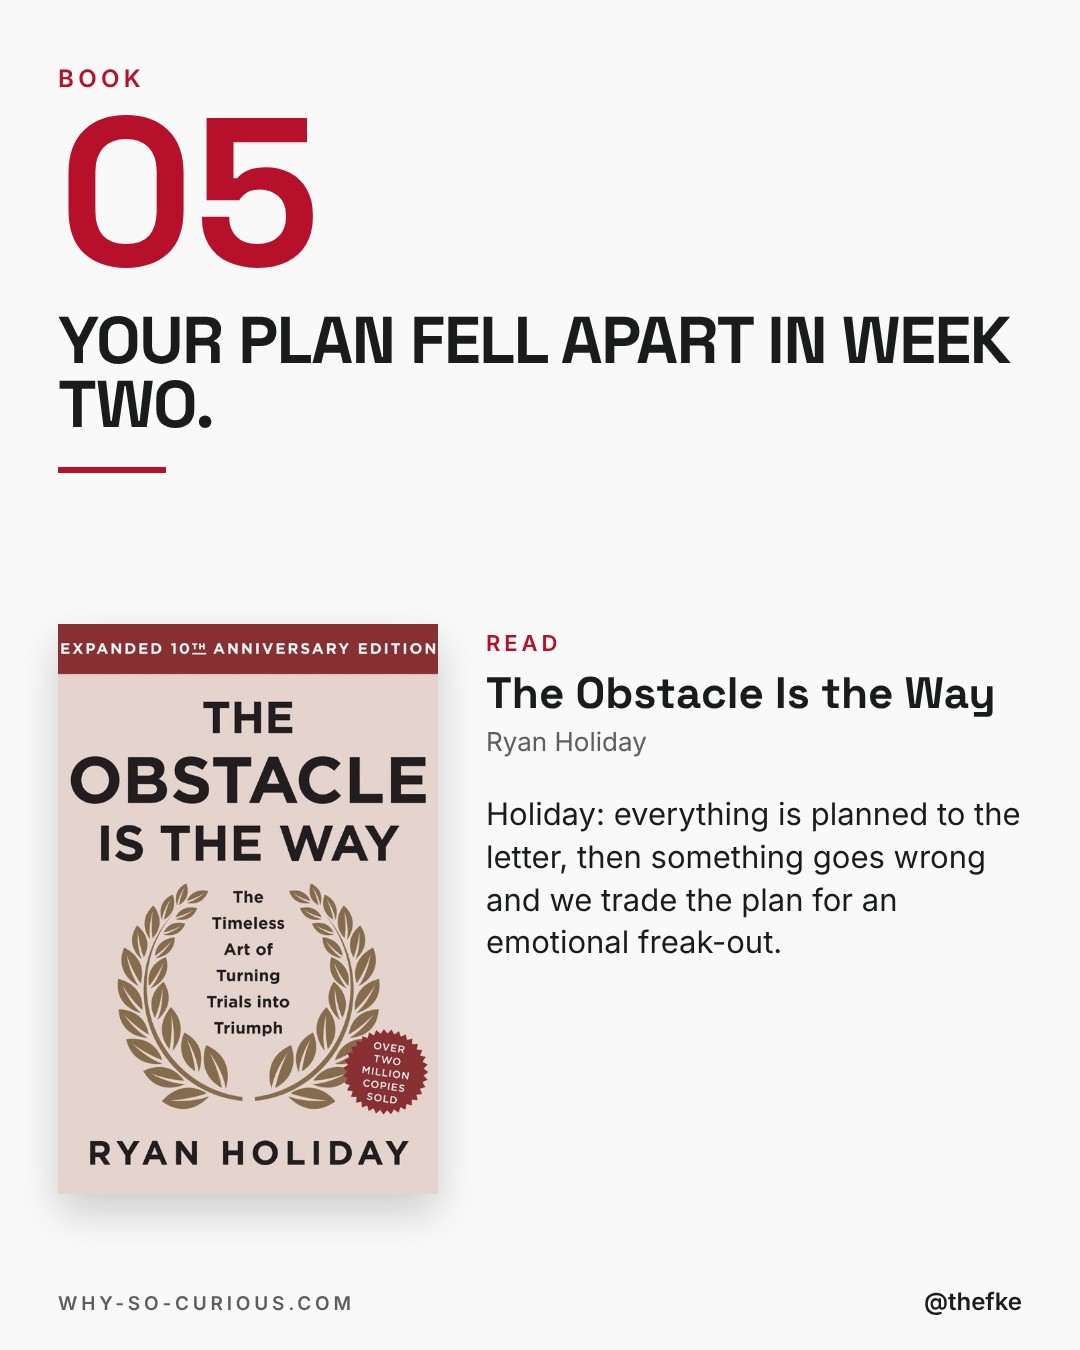 BOOK
05
YOUR PLAN FELL APART IN WEEK
TWO.
EXPANDED 10TH ANNIVERSARY EDITION
THE
OBSTACLE
IS THE WAY
The
Timeless
Art of
Turning
Trials into
Triumph
OVER
TWO
MILLION
COPIES
SOLD
RYAN HOLIDAY
READ
The Obstacle Is the Way
Ryan Holiday
Holiday: everything is planned to the
letter, then something goes wrong
and we trade the plan for an
emotional freak-out.
WHY-SO-CURIOUS.COM
@thefke